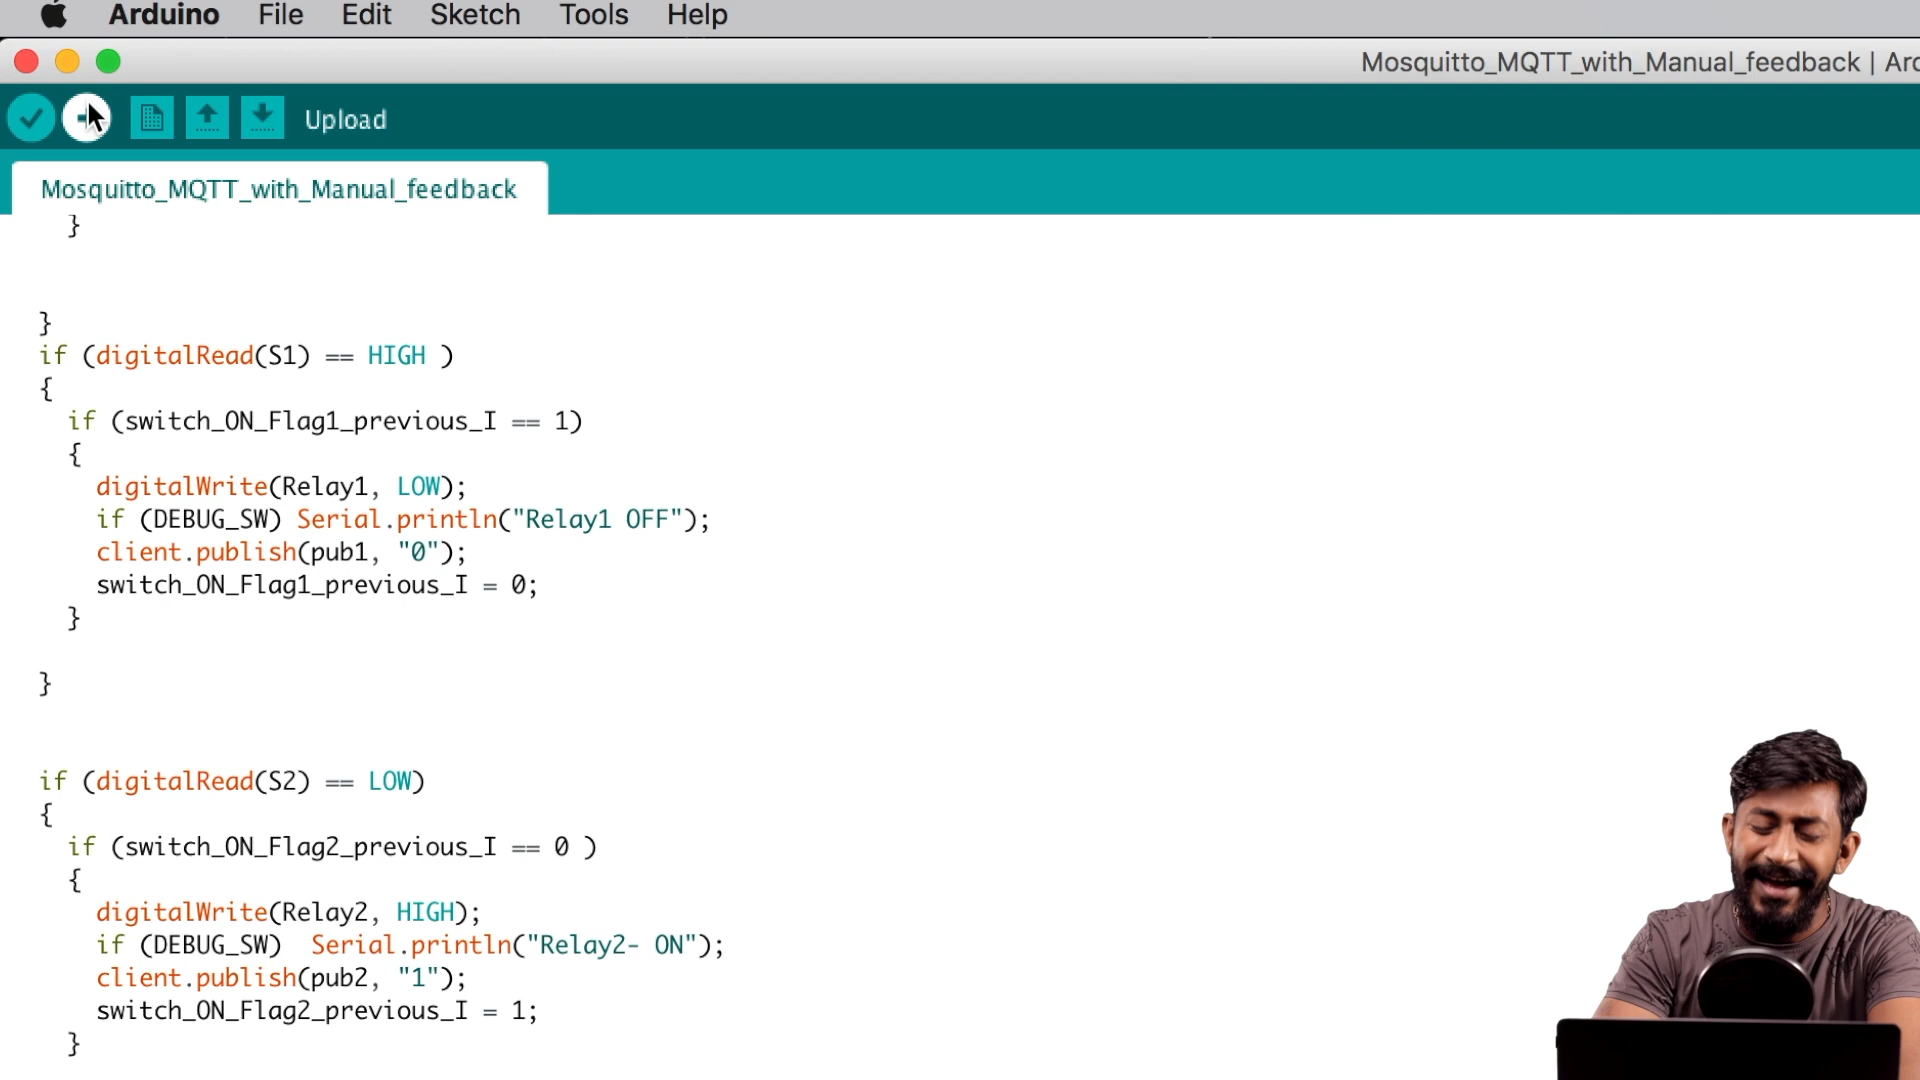 Arduino File Edit Sketch Tools Help
Mosquitto_MQTT_with_Manual_feedback |
Upload
Mosquitto_MQTT_with_Manual_feedback
}
}
if (digitalRead(S1) == HIGH )
{
if (switch_ON_Flag1_previous_I == 1)
{
digitalWrite(Relay1, LOW);
if (DEBUG_SW) Serial.println("Relay1 OFF");
client.publish(pub1, "0");
switch_ON_Flag1_previous_I = 0;
}
}
if (digitalRead(S2) == LOW)
{
if (switch_ON_Flag2_previous_I == 0 )
{
digitalWrite(Relay2, HIGH);
if (DEBUG_SW)  Serial.println("Relay2- ON");
client.publish(pub2, "1");
switch_ON_Flag2_previous_I = 1;
}